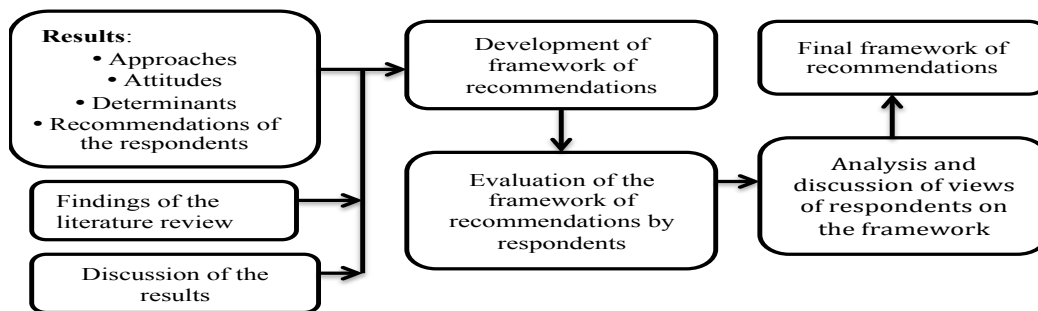 Results:
• Approaches
• Attitudes
• Determinants
• Recommendations of
the respondents
Findings of the
literature review
Discussion of the
results
Development of
framework of
recommendations
Evaluation of the
framework of
recommendations by
respondents
Final framework of
recommendations
Analysis and
discussion of views
of respondents on
the framework